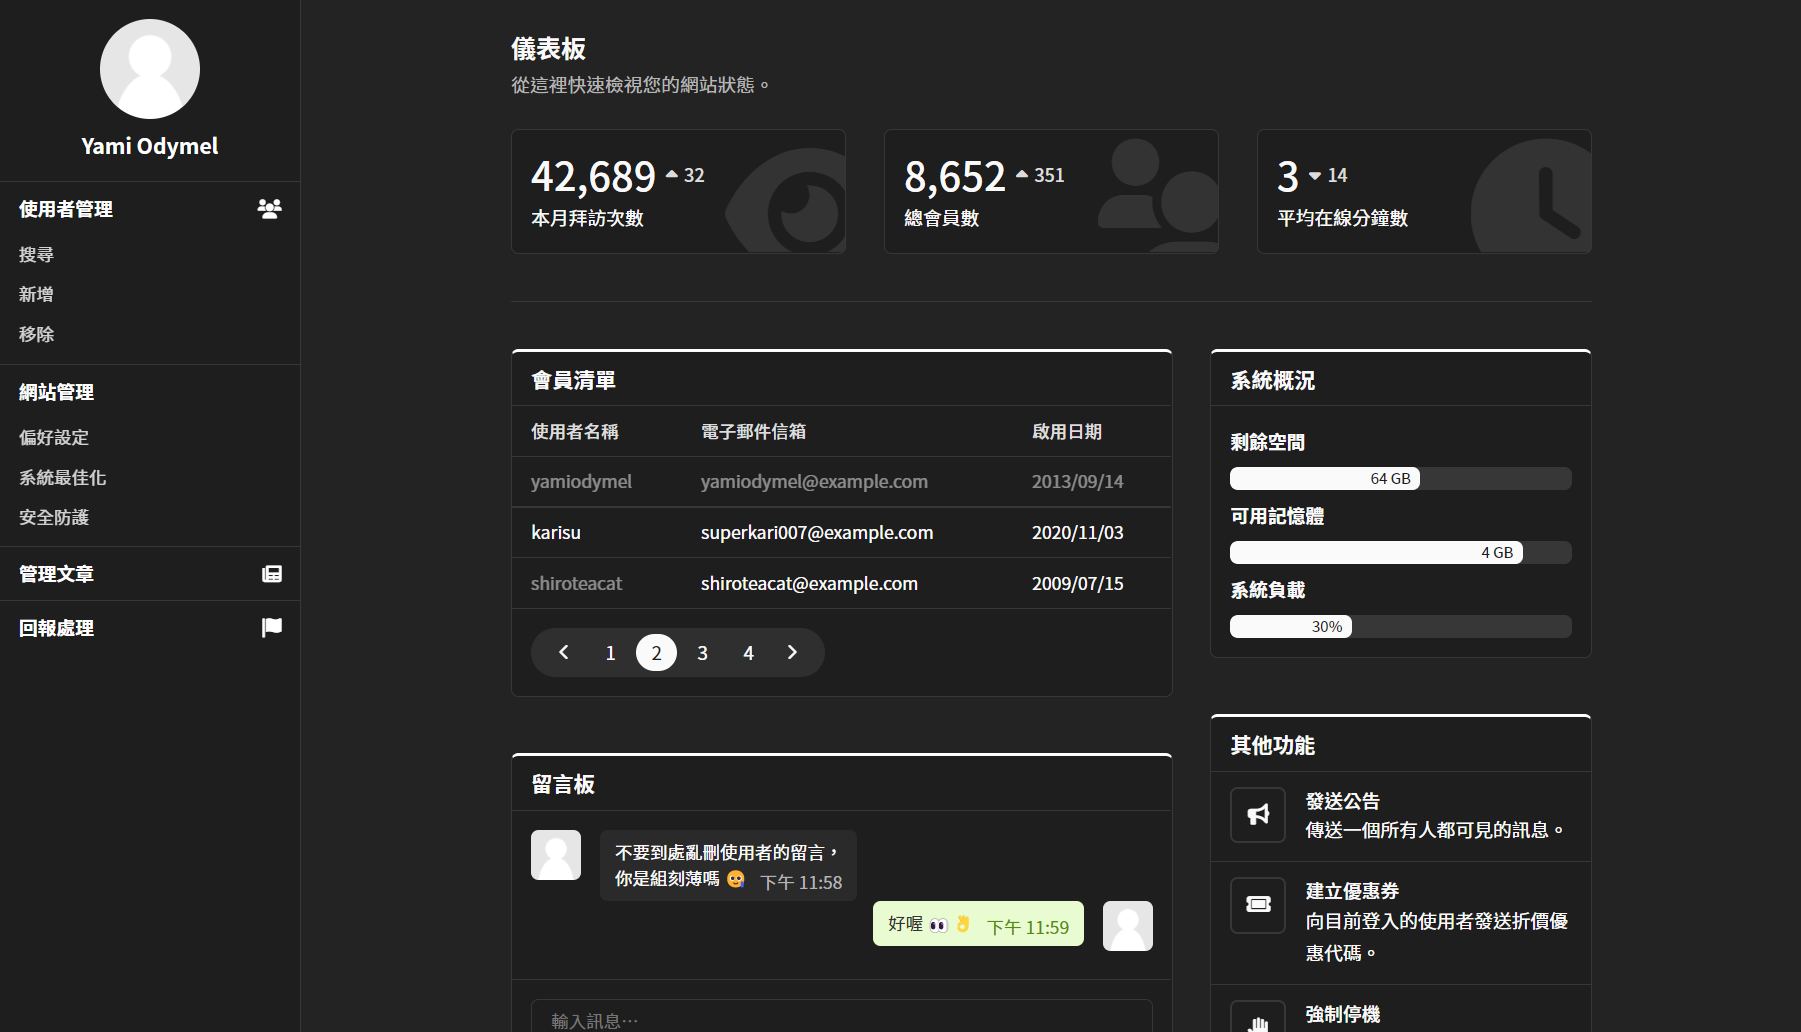 Yami Odymel
使用者管理
搜尋
新增
移除
網站管理
偏好設定
系統最佳化
安全防護
管理文章
回報處理
儀表板
從這裡快速檢視您的網站狀態。
42,689 32
本月拜訪次數
8,652 351
總會員數
3 14
平均在線分鐘數
會員清單
使用者名稱 電子郵件信箱 啟用日期
yamiodymel yamiodymel@example.com 2013/09/14
karisu superkari007@example.com 2020/11/03
shiroteacat shiroteacat@example.com 2009/07/15
1 2 3 4
留言板
不要到處亂刪使用者的留言，
你是組刻薄嗎 🥲 下午 11:58
好喔 👀👌 下午 11:59
輸入訊息…
系統概況
剩餘空間
64 GB
可用記憶體
4 GB
系統負載
30%
其他功能
發送公告
傳送一個所有人都可見的訊息。
建立優惠券
向目前登入的使用者發送折價優
惠代碼。
強制停機